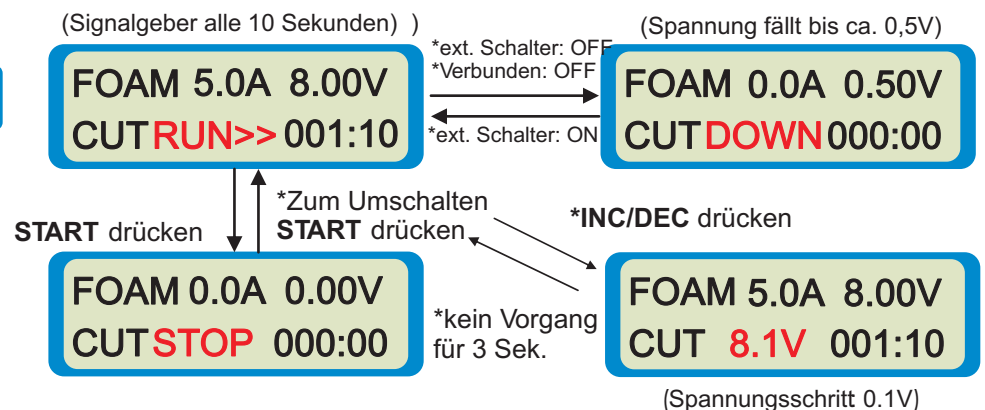 (Signalgeber alle 10 Sekunden) )
FOAM 5.0A 8.00V
CUT RUN>> 001:10
*ext. Schalter: OFF
*Verbunden: OFF
*ext. Schalter: ON
(Spannung fällt bis ca. 0,5V)
FOAM 0.0A 0.50V
CUT DOWN 000:00
START drücken
*Zum Umschalten
START drücken
*INC/DEC drücken
FOAM 0.0A 0.00V
CUT STOP 000:00
*kein Vorgang
für 3 Sek.
FOAM 5.0A 8.00V
CUT 8.1V 001:10
(Spannungsschritt 0.1V)